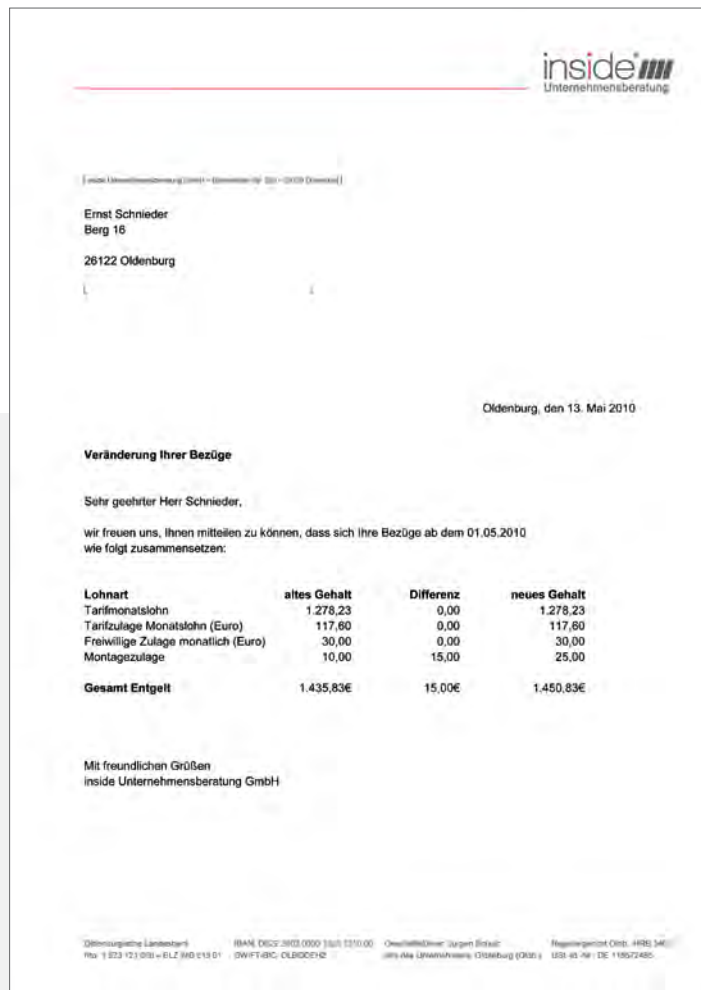 inside
Unternehmensberatung
Ernst Schnieder
Berg 16
26122 Oldenburg
Oldenburg, den 13. Mai 2010
Veränderung Ihrer Bezüge
Sehr geehrter Herr Schnieder,
wir freuen uns, Ihnen mitteilen zu können, dass sich Ihre Bezüge ab dem 01.05.2010
wie folgt zusammensetzen:
Lohnart altes Gehalt Differenz neues Gehalt
Tarifmonatslohn 1.278,23 0,00 1.278,23
Tarifzulage Monatslohn (Euro) 117,60 0,00 117,60
Freiwillige Zulage monatlich (Euro) 30,00 0,00 30,00
Montagezulage 10,00 15,00 25,00
Gesamt Entgelt 1.435,83€ 15,00€ 1.450,83€
Mit freundlichen Grüßen
inside Unternehmensberatung GmbH